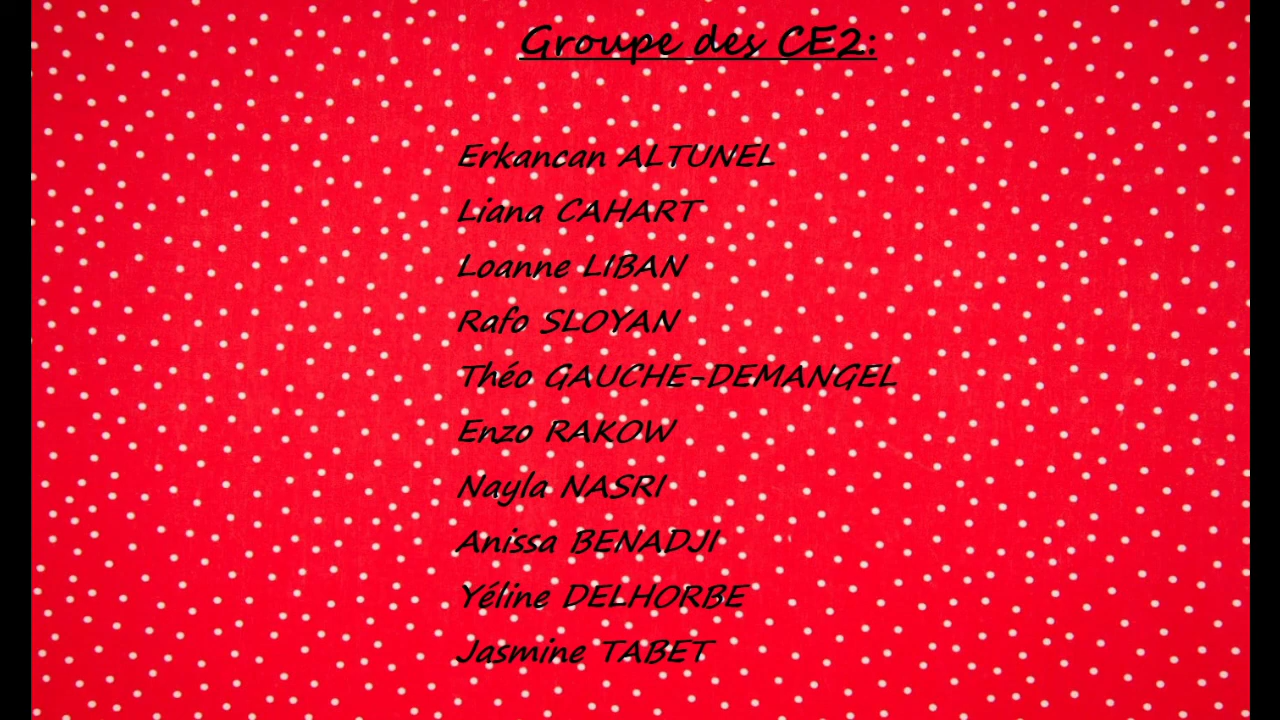 Groupe des CE2:
Erkancan ALTUNEL
Liana CAHART
Loanne LIBAN
Rafo SLOYAN
Théo GAUCHE-DEMANGEL
Enzo RAKOW
Nayla NASRI
Anissa BENADJI
Yéline DELHORBE
Jasmine TABET